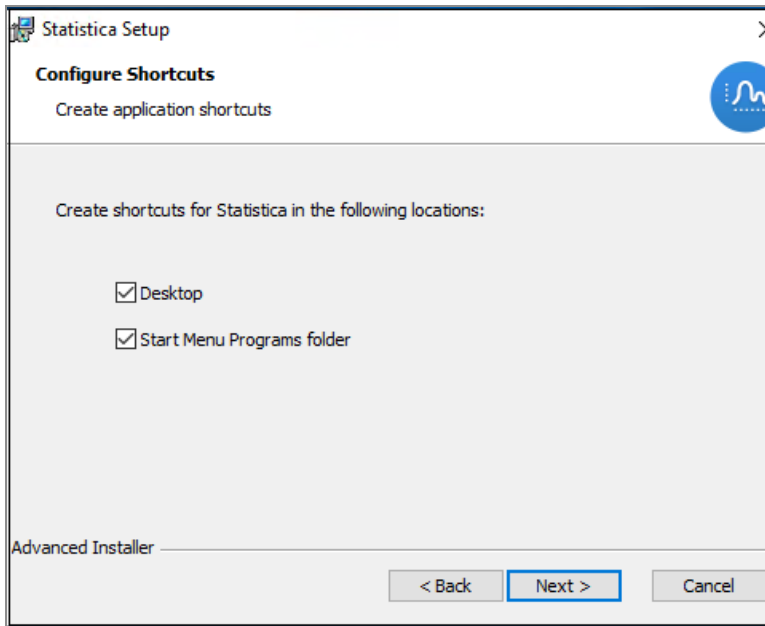 Statistica Setup
Configure Shortcuts
Create application shortcuts
Create shortcuts for Statistica in the following locations:
Desktop
Start Menu Programs folder
Advanced Installer
< Back Next > Cancel